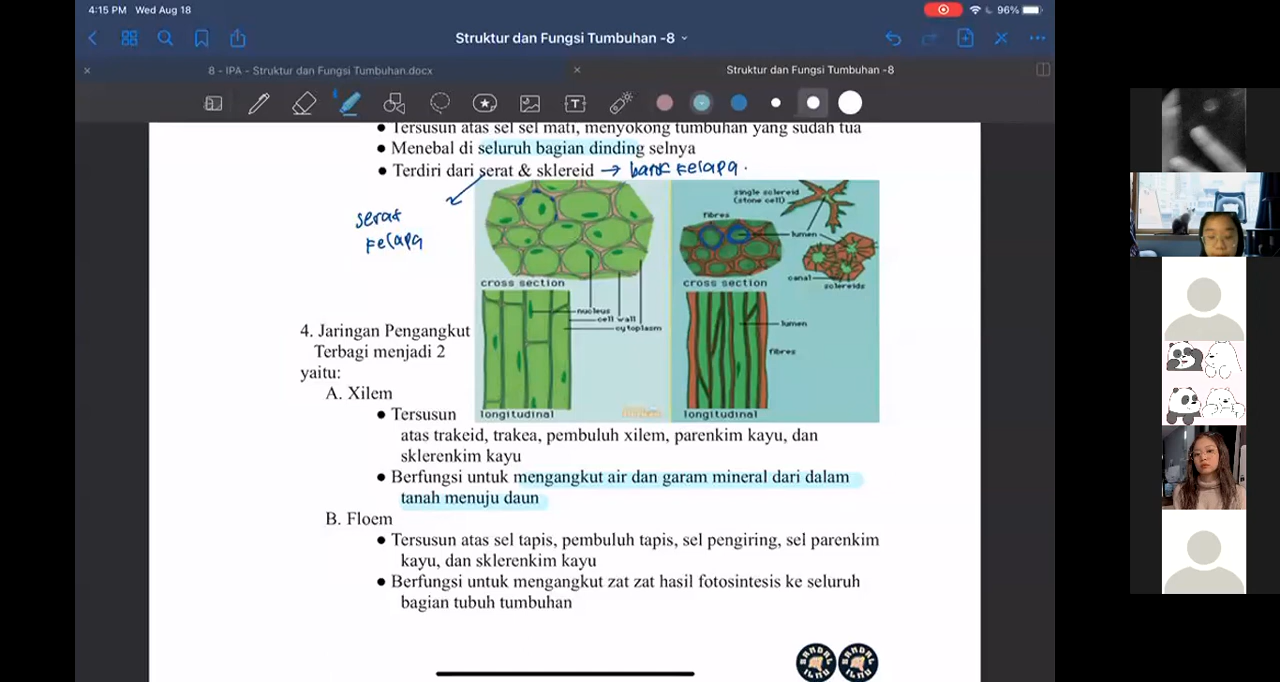 4:15 PM Wed Aug 18
96%
Struktur dan Fungsi Tumbuhan -8
8 - IPA - Struktur dan Fungsi Tumbuhan.docx
Struktur dan Fungsi Tumbuhan -8
• Tersusun atas sel sel mati, menyokong tumbuhan yang sudah tua
• Menebal di seluruh bagian dinding selnya
• Terdiri dari serat & sklereid → batok kelapa
serat
kelapa
single sclereid
(stone cell)
fibres
lumen
canal
sclereids
cross section
cross section
nucleus
cell wall
cytoplasm
lumen
fibres
longitudinal
longitudinal
4. Jaringan Pengangkut
Terbagi menjadi 2
yaitu:
A. Xilem
• Tersusun
atas trakeid, trakea, pembuluh xilem, parenkim kayu, dan
sklerenkim kayu
• Berfungsi untuk mengangkut air dan garam mineral dari dalam
tanah menuju daun
B. Floem
• Tersusun atas sel tapis, pembuluh tapis, sel pengiring, sel parenkim
kayu, dan sklerenkim kayu
• Berfungsi untuk mengangkut zat zat hasil fotosintesis ke seluruh
bagian tubuh tumbuhan